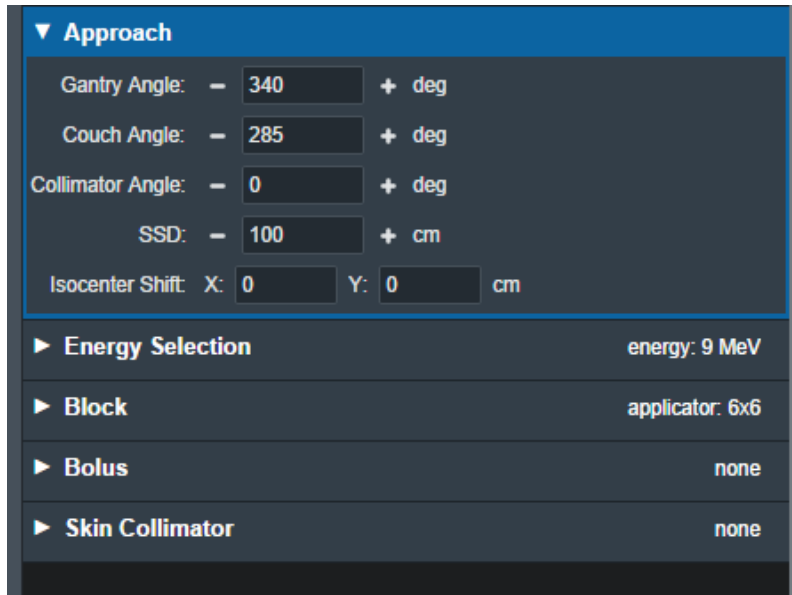 ▼ Approach
Gantry Angle: − 340 + deg
Couch Angle: − 285 + deg
Collimator Angle: − 0 + deg
SSD: − 100 + cm
Isocenter Shift: X: 0 Y: 0 cm
► Energy Selection energy: 9 MeV
► Block applicator: 6x6
► Bolus none
► Skin Collimator none